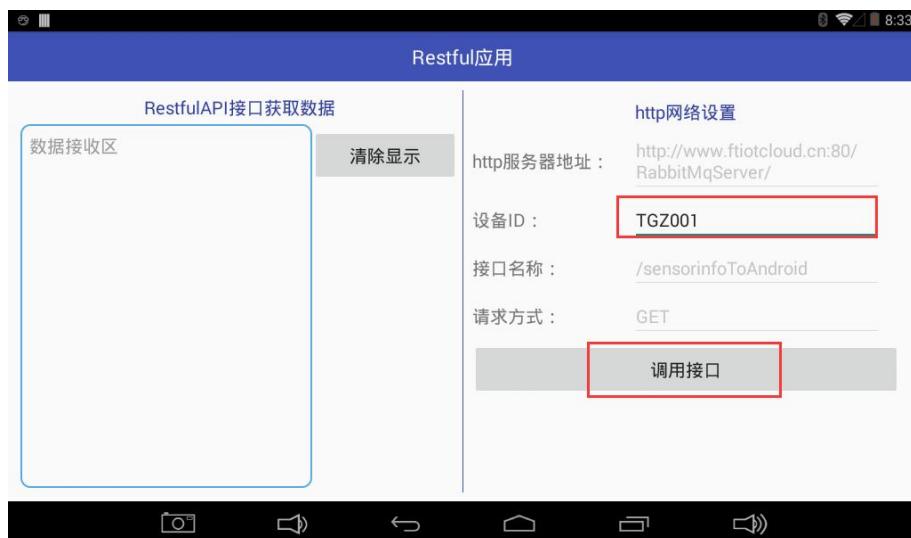 8:33
Restful应用
RestfulAPI接口获取数据
数据接收区
清除显示
http网络设置
http服务器地址：
http://www.ftiotcloud.cn:80/
RabbitMqServer/
设备ID：
TGZ001
接口名称：
/sensorinfoToAndroid
请求方式：
GET
调用接口